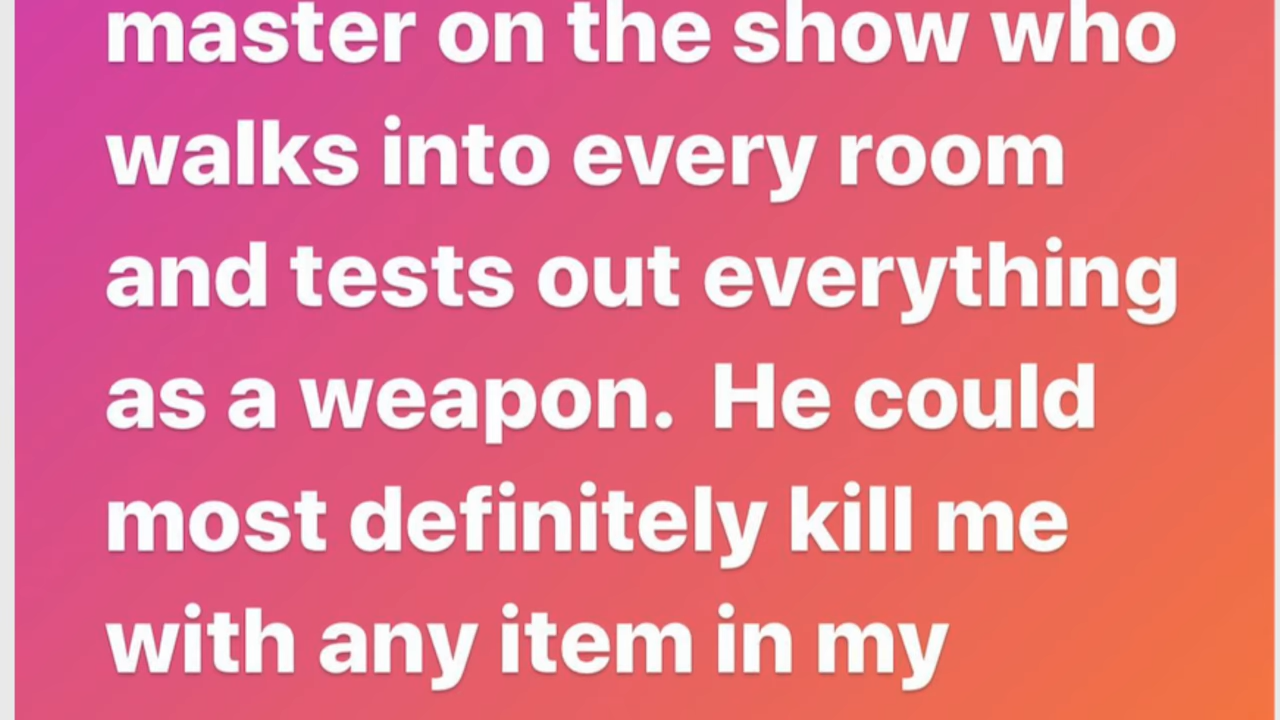 master on the show who
walks into every room
and tests out everything
as a weapon.  He could
most definitely kill me
with any item in my